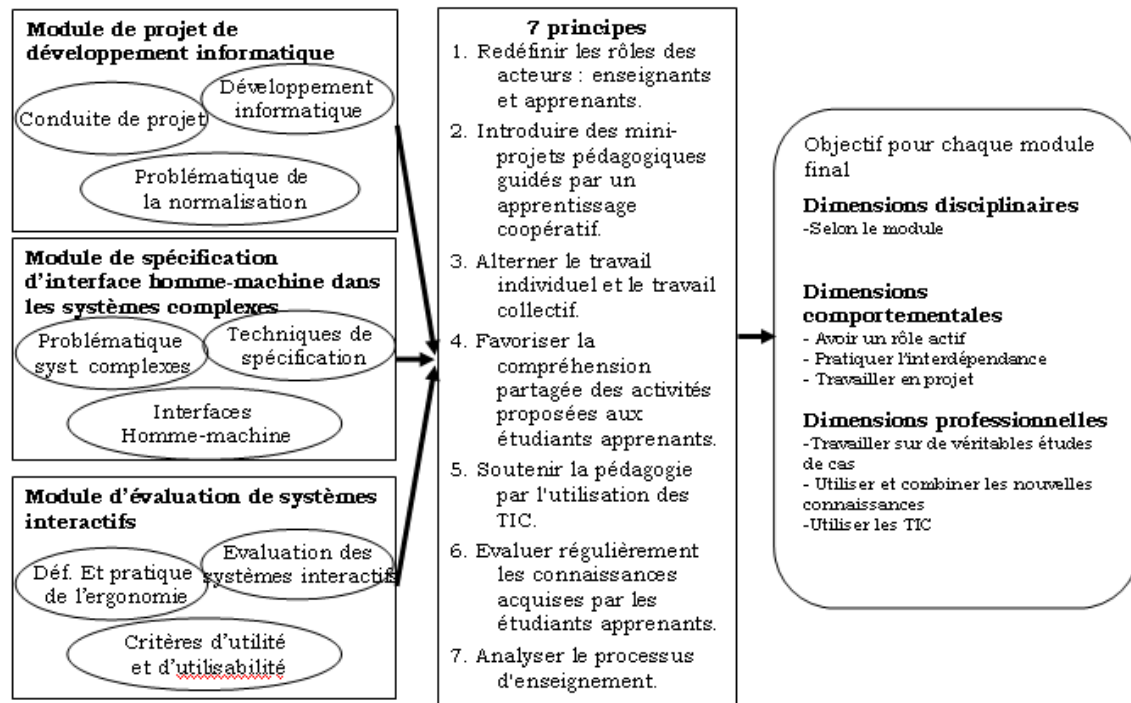 Module de projet de
développement informatique
Développement
informatique
Conduite de projet
Problématique de
la normalisation
Module de spécification
d'interface homme-machine dans
les systèmes complexes
Problématique
syst. complexes
Techniques de
spécification
Interfaces
Homme-machine
Module d'évaluation de systèmes
interactifs
Evaluation des
systèmes interactifs
Déf. Et pratique
de l'ergonomie
Critères d'utilité
et d'utilisabilité
7 principes
1. Redéfinir les rôles des
acteurs : enseignants
et apprenants.
2. Introduire des mini-
projets pédagogiques
guidés par un
apprentissage
coopératif.
3. Alterner le travail
individuel et le travail
collectif.
4. Favoriser la
compréhension
partagée des activités
proposées aux
étudiants apprenants.
5. Soutenir la pédagogie
par l'utilisation des
TIC.
6. Evaluer régulièrement
les connaissances
acquises par les
étudiants apprenants.
7. Analyser le processus
d'enseignement.
Objectif pour chaque module
final
Dimensions disciplinaires
-Selon le module
Dimensions
comportementales
- Avoir un rôle actif
- Pratiquer l'interdépendance
- Travailler en projet
Dimensions professionnelles
-Travailler sur de véritables études
de cas
- Utiliser et combiner les nouvelles
connaissances
-Utiliser les TIC